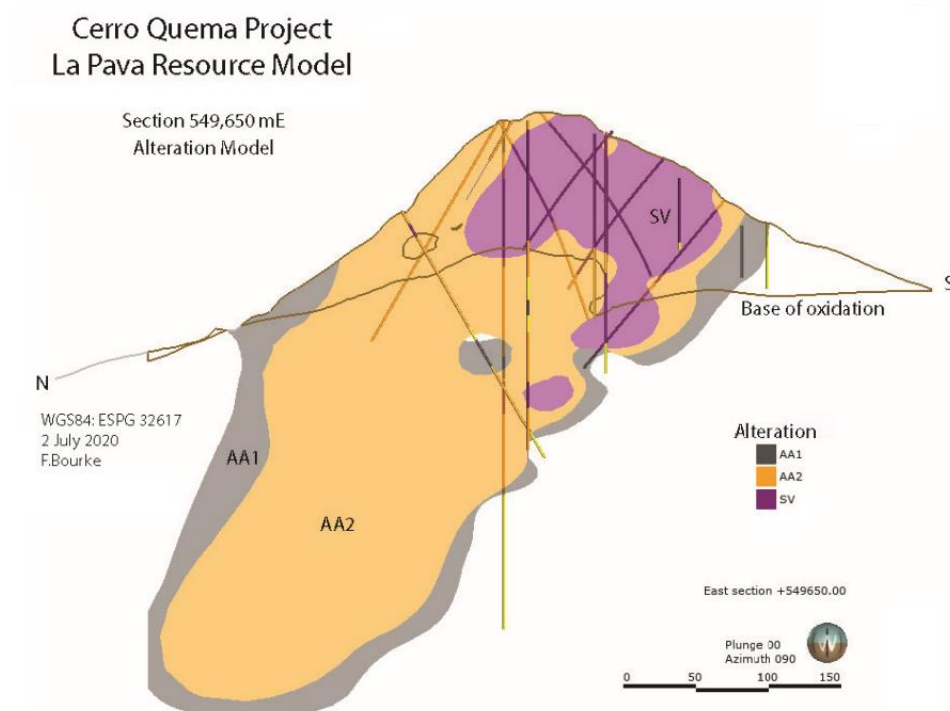 Cerro Quema Project
La Pava Resource Model
Section 549,650 mE
Alteration Model
SV
S
Base of oxidation
N
WGS84: ESPG 32617
2 July 2020
F.Bourke
AA1
AA2
Alteration
AA1
AA2
SV
East section +549650.00
Plunge 00
Azimuth 090
0 50 100 150